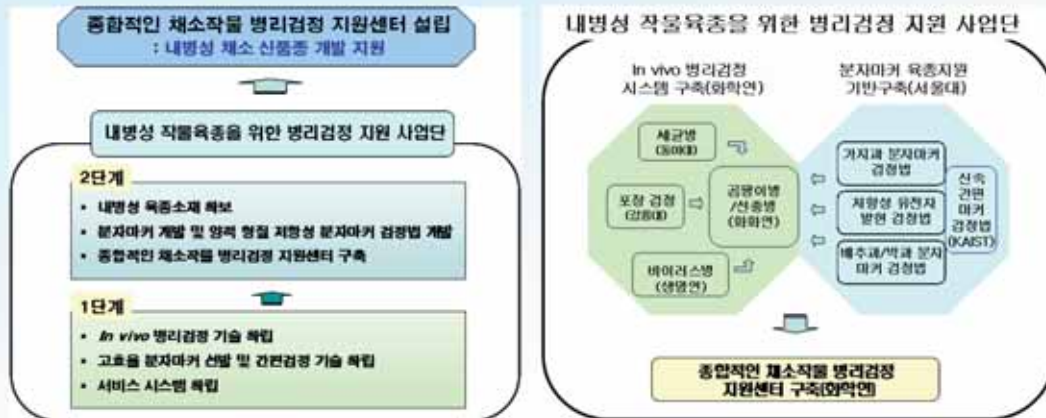 종합적인 채소작물 병리검정 지원센터 설립
: 내병성 채소 신품종 개발 지원
내병성 작물육종을 위한 병리검정 지원 사업단
2단계
• 내병성 육종소재 확보
• 분자마커 개발 및 양적 형질 저항성 분자마커 검정법 개발
• 종합적인 채소작물 병리검정 지원센터 구축
1단계
• In vivo 병리검정 기술 확립
• 고효율 분자마커 선발 및 간편검정 기술 확립
• 서비스 시스템 확립
내병성 작물육종을 위한 병리검정 지원 사업단
In vivo 병리검정
시스템 구축(화학연)
분자마커 육종지원
기반구축(서울대)
세균병
(동아대)
포장 검정
(강릉대)
곰팡이병
/선충병
(화학연)
바이러스병
(생명연)
가지과 분자마커
검정법
저항성 유전자
발현 검정법
배추과/박과 분자
마커 검정법
신속
간편
마커
검정법
(KAIST)
종합적인 채소작물 병리검정
지원센터 구축(화학연)